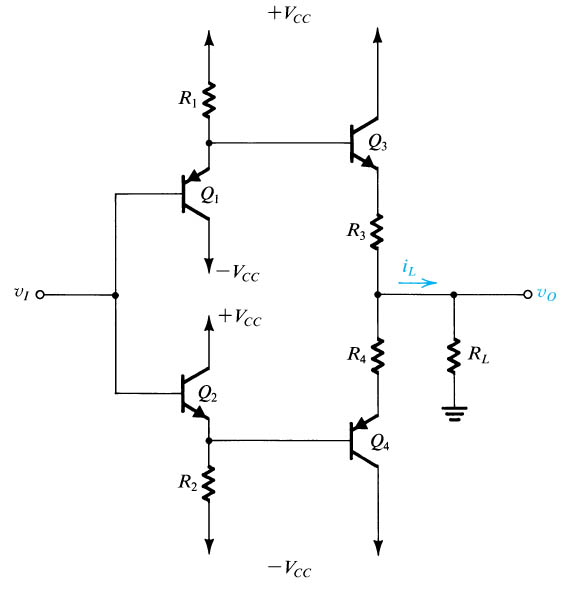 +V_CC
R_1
Q_3
Q_1
R_3
−V_CC
i_L
v_I
v_O
+V_CC
R_4
R_L
Q_2
Q_4
R_2
−V_CC